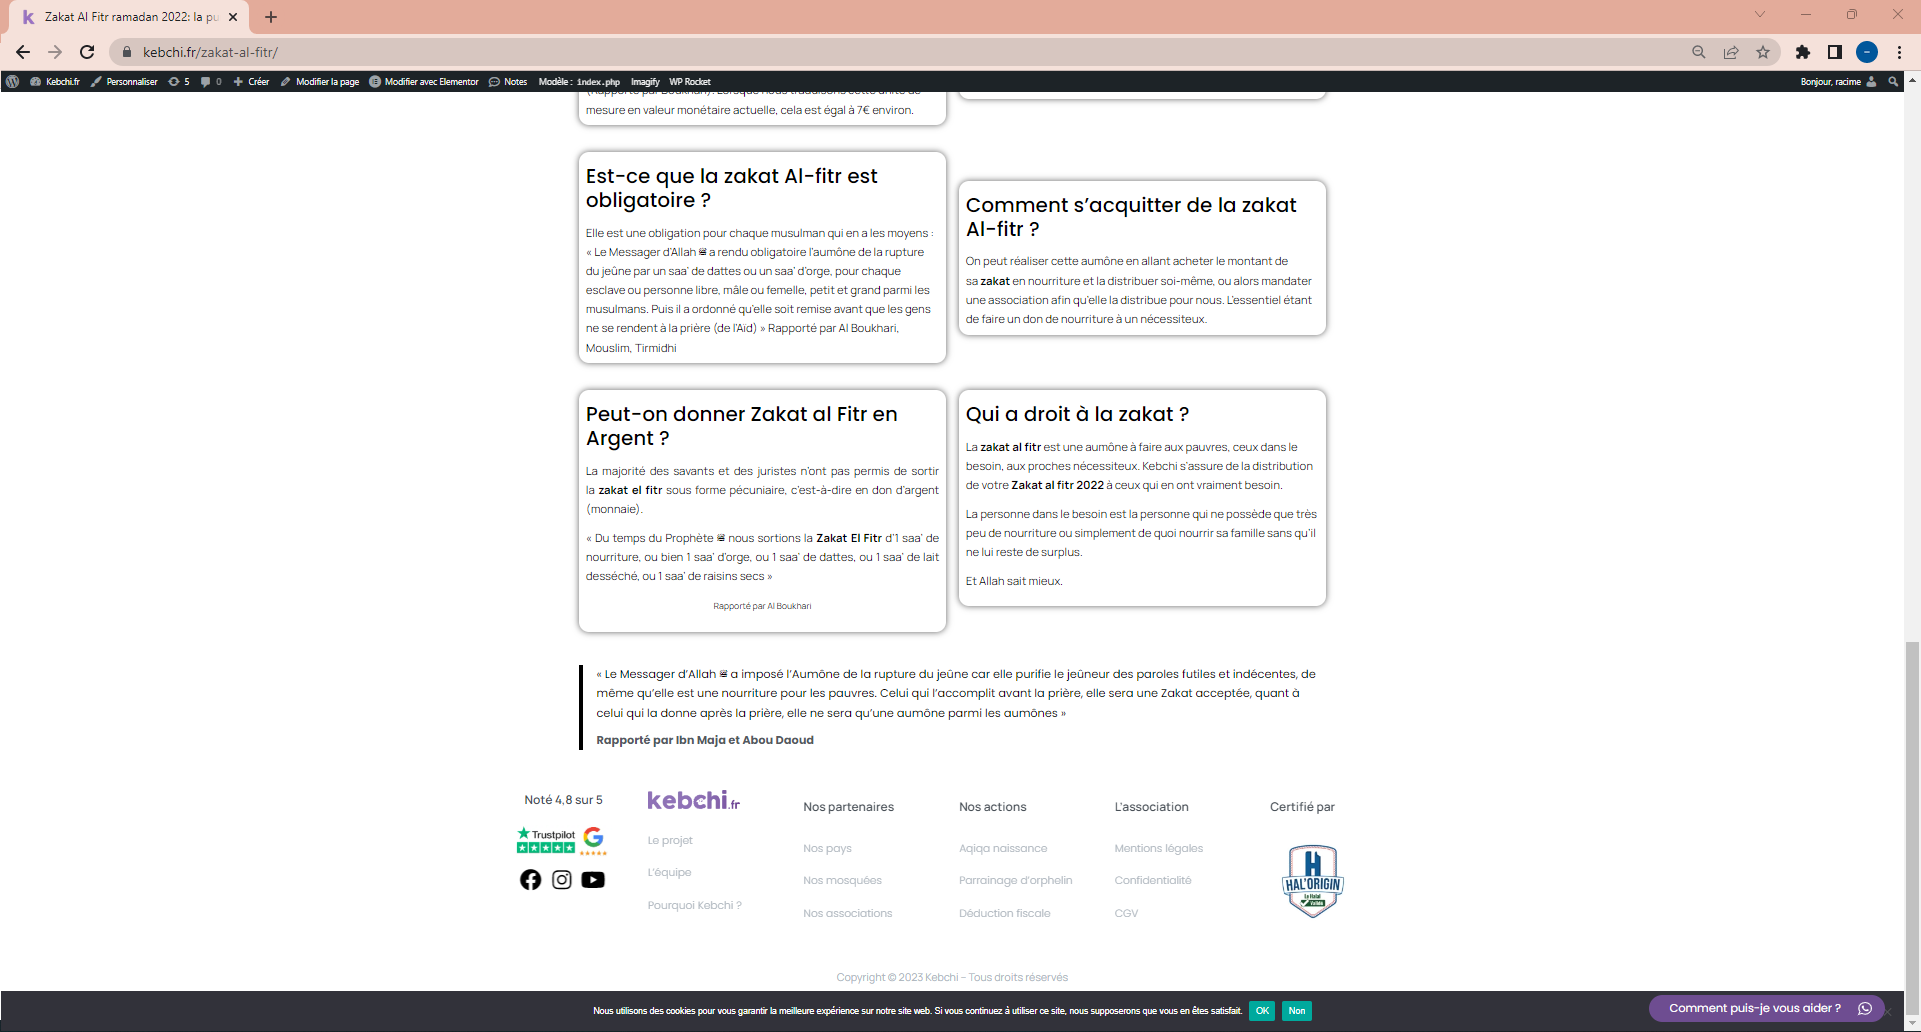 Zakat Al Fitr ramadan 2022: la pu
kebchi.fr/zakat-al-fitr/
Kebchi.fr Personnaliser 5 0 Créer Modifier la page Modifier avec Elementor Notes Modèle : index.php Imagify WP Rocket Bonjour, racime
mesure en valeur monétaire actuelle, cela est égal à 7€ environ.
Est-ce que la zakat Al-fitr est
obligatoire ?
Elle est une obligation pour chaque musulman qui en a les moyens :
« Le Messager d'Allah ﷺ a rendu obligatoire l'aumône de la rupture
du jeûne par un saa' de dattes ou un saa' d'orge, pour chaque
esclave ou personne libre, mâle ou femelle, petit et grand parmi les
musulmans. Puis il a ordonné qu'elle soit remise avant que les gens
ne se rendent à la prière (de l'Aïd) » Rapporté par Al Boukhari,
Mouslim, Tirmidhi
Comment s'acquitter de la zakat
Al-fitr ?
On peut réaliser cette aumône en allant acheter le montant de
sa zakat en nourriture et la distribuer soi-même, ou alors mandater
une association afin qu'elle la distribue pour nous. L'essentiel étant
de faire un don de nourriture à un nécessiteux.
Peut-on donner Zakat al Fitr en
Argent ?
La majorité des savants et des juristes n'ont pas permis de sortir
la zakat el fitr sous forme pécuniaire, c'est-à-dire en don d'argent
(monnaie).
« Du temps du Prophète ﷺ nous sortions la Zakat El Fitr d'1 saa' de
nourriture, ou bien 1 saa' d'orge, ou 1 saa' de dattes, ou 1 saa' de lait
desséché, ou 1 saa' de raisins secs »
Rapporté par Al Boukhari
Qui a droit à la zakat ?
La zakat al fitr est une aumône à faire aux pauvres, ceux dans le
besoin, aux proches nécessiteux. Kebchi s'assure de la distribution
de votre Zakat al fitr 2022 à ceux qui en ont vraiment besoin.
La personne dans le besoin est la personne qui ne possède que très
peu de nourriture ou simplement de quoi nourrir sa famille sans qu'il
ne lui reste de surplus.
Et Allah sait mieux.
« Le Messager d'Allah ﷺ a imposé l'Aumône de la rupture du jeûne car elle purifie le jeûneur des paroles futiles et indécentes, de
même qu'elle est une nourriture pour les pauvres. Celui qui l'accomplit avant la prière, elle sera une Zakat acceptée, quant à
celui qui la donne après la prière, elle ne sera qu'une aumône parmi les aumônes »
Rapporté par Ibn Maja et Abou Daoud
Noté 4,8 sur 5
Trustpilot
kebchi.fr
Le projet
L'équipe
Pourquoi Kebchi ?
Nos partenaires
Nos pays
Nos mosquées
Nos associations
Nos actions
Aqiqa naissance
Parrainage d'orphelin
Déduction fiscale
L'association
Mentions légales
Confidentialité
CGV
Certifié par
HAL'ORIGIN
Le Halal
Validé
Copyright © 2023 Kebchi – Tous droits réservés
Nous utilisons des cookies pour vous garantir la meilleure expérience sur notre site web. Si vous continuez à utiliser ce site, nous supposerons que vous en êtes satisfait. OK Non
Comment puis-je vous aider ?